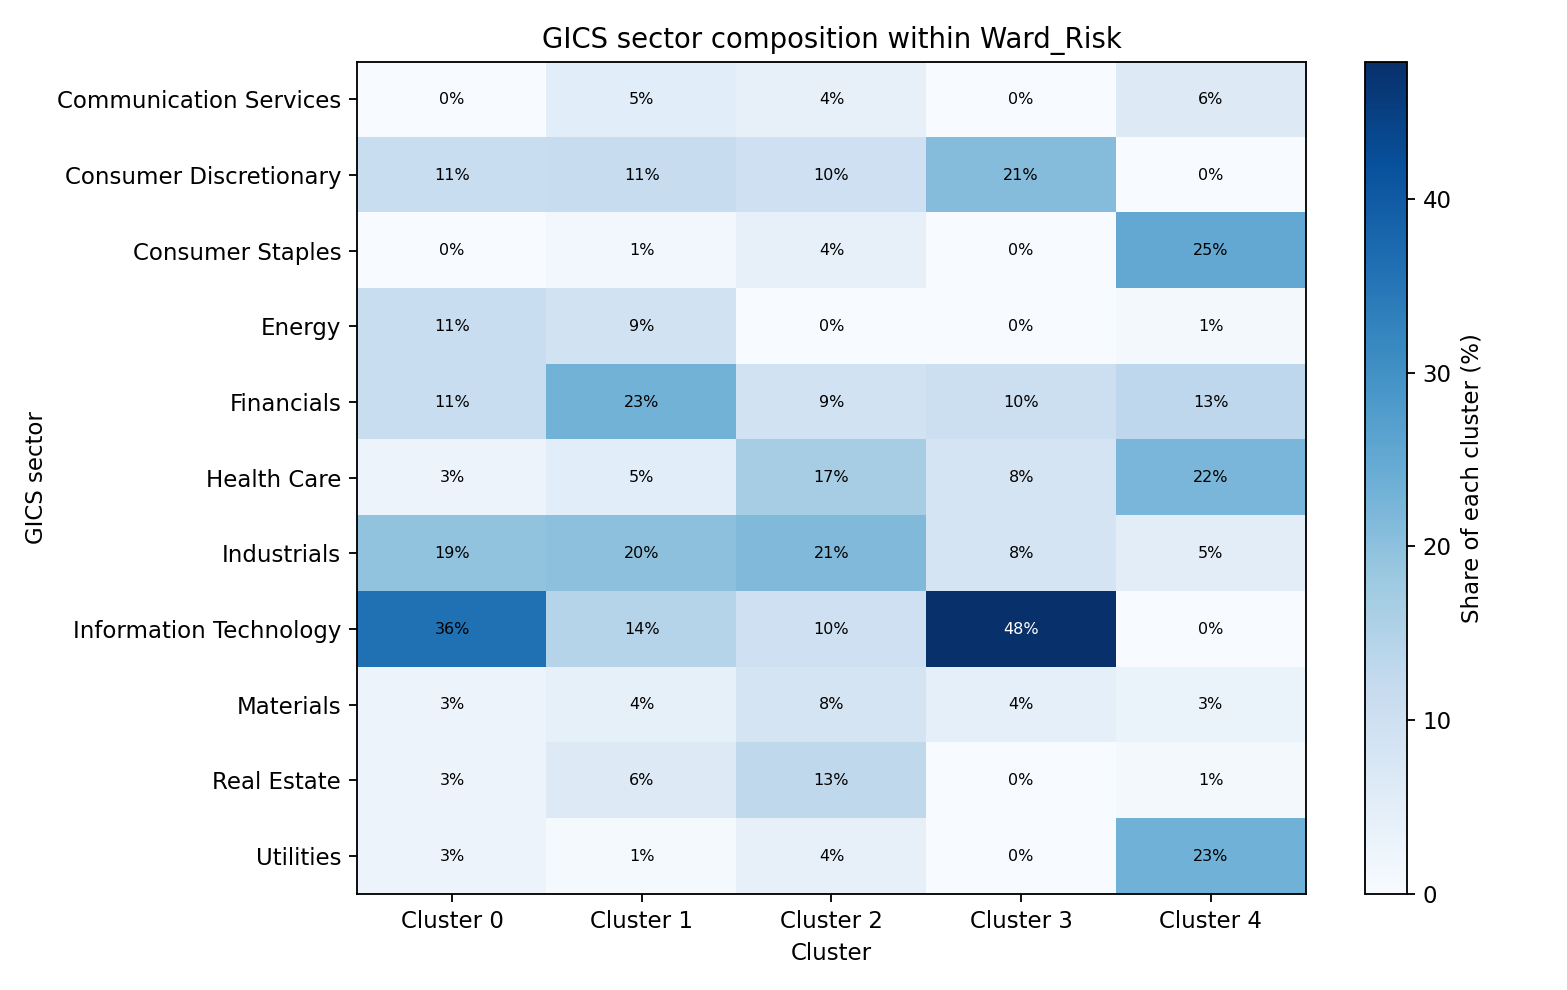 GICS sector composition within Ward_Risk
Communication Services 0% 5% 4% 0% 6%
Consumer Discretionary 11% 11% 10% 21% 0%
Consumer Staples 0% 1% 4% 0% 25%
Energy 11% 9% 0% 0% 1%
Financials 11% 23% 9% 10% 13%
Health Care 3% 5% 17% 8% 22%
Industrials 19% 20% 21% 8% 5%
Information Technology 36% 14% 10% 48% 0%
Materials 3% 4% 8% 4% 3%
Real Estate 3% 6% 13% 0% 1%
Utilities 3% 1% 4% 0% 23%
Cluster 0 Cluster 1 Cluster 2 Cluster 3 Cluster 4
Cluster
GICS sector
40
30
20
10
0
Share of each cluster (%)